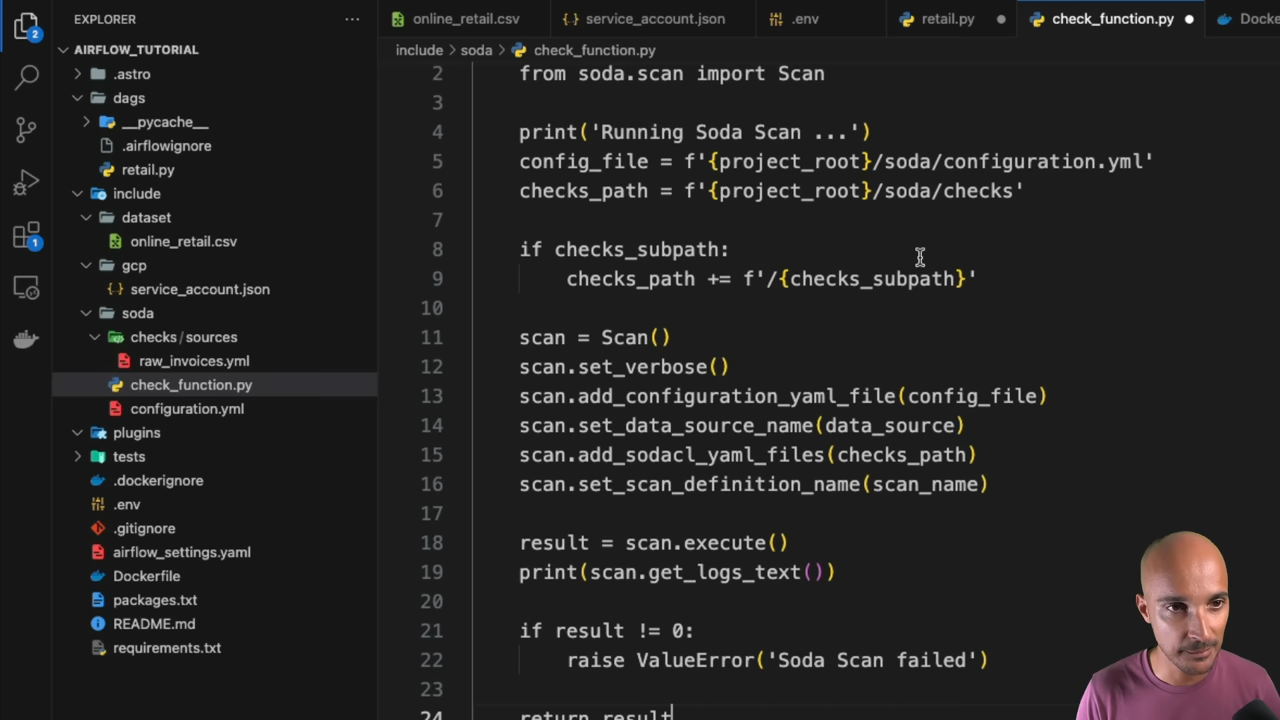 EXPLORER
AIRFLOW_TUTORIAL
.astro
dags
__pycache__
.airflowignore
retail.py
include
dataset
online_retail.csv
gcp
service_account.json
soda
checks/sources
raw_invoices.yml
check_function.py
configuration.yml
plugins
tests
.dockerignore
.env
.gitignore
airflow_settings.yaml
Dockerfile
packages.txt
README.md
requirements.txt
2
1
online_retail.csv
service_account.json
.env
retail.py
check_function.py
Docke
include > soda > check_function.py
2 from soda.scan import Scan
3
4 print('Running Soda Scan ...')
5 config_file = f'{project_root}/soda/configuration.yml'
6 checks_path = f'{project_root}/soda/checks'
7
8 if checks_subpath:
9 checks_path += f'/{checks_subpath}'
10
11 scan = Scan()
12 scan.set_verbose()
13 scan.add_configuration_yaml_file(config_file)
14 scan.set_data_source_name(data_source)
15 scan.add_sodacl_yaml_files(checks_path)
16 scan.set_scan_definition_name(scan_name)
17
18 result = scan.execute()
19 print(scan.get_logs_text())
20
21 if result != 0:
22 raise ValueError('Soda Scan failed')
23
24 return result